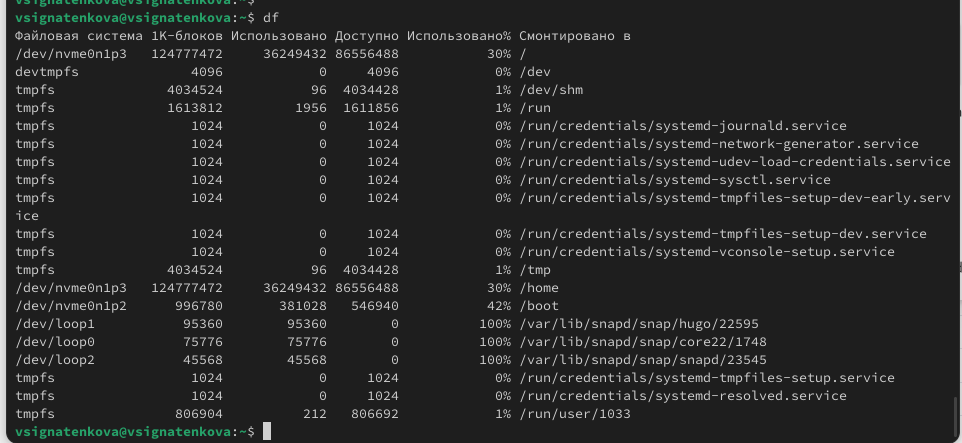 vsignatenkova@vsignatenkova:~$
vsignatenkova@vsignatenkova:~$ df
Файловая система 1K-блоков Использовано Доступно Использовано% Смонтировано в
/dev/nvme0n1p3   124777472     36249432 86556488           30% /
devtmpfs              4096            0     4096            0% /dev
tmpfs              4034524           96  4034428            1% /dev/shm
tmpfs              1613812         1956  1611856            1% /run
tmpfs                 1024            0     1024            0% /run/credentials/systemd-journald.service
tmpfs                 1024            0     1024            0% /run/credentials/systemd-network-generator.service
tmpfs                 1024            0     1024            0% /run/credentials/systemd-udev-load-credentials.service
tmpfs                 1024            0     1024            0% /run/credentials/systemd-sysctl.service
tmpfs                 1024            0     1024            0% /run/credentials/systemd-tmpfiles-setup-dev-early.serv
ice
tmpfs                 1024            0     1024            0% /run/credentials/systemd-tmpfiles-setup-dev.service
tmpfs                 1024            0     1024            0% /run/credentials/systemd-vconsole-setup.service
tmpfs              4034524           96  4034428            1% /tmp
/dev/nvme0n1p3   124777472     36249432 86556488           30% /home
/dev/nvme0n1p2      996780       381028   546940           42% /boot
/dev/loop1           95360        95360        0          100% /var/lib/snapd/snap/hugo/22595
/dev/loop0           75776        75776        0          100% /var/lib/snapd/snap/core22/1748
/dev/loop2           45568        45568        0          100% /var/lib/snapd/snap/snapd/23545
tmpfs                 1024            0     1024            0% /run/credentials/systemd-tmpfiles-setup.service
tmpfs                 1024            0     1024            0% /run/credentials/systemd-resolved.service
tmpfs               806904          212   806692            1% /run/user/1033
vsignatenkova@vsignatenkova:~$